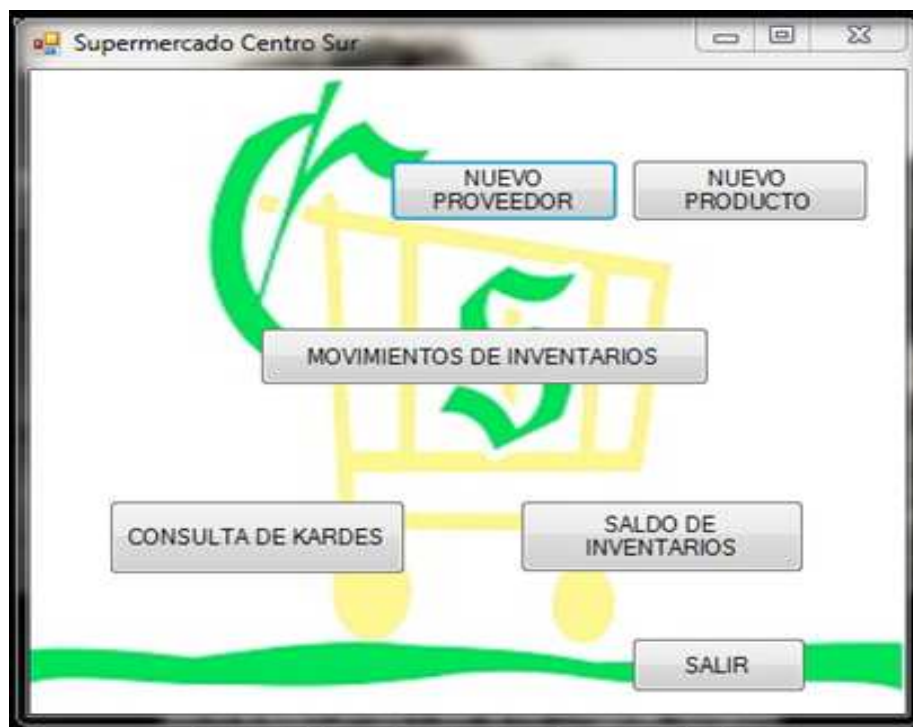 Supermercado Centro Sur
NUEVO
PROVEEDOR
NUEVO
PRODUCTO
MOVIMIENTOS DE INVENTARIOS
CONSULTA DE KARDES
SALDO DE
INVENTARIOS
SALIR